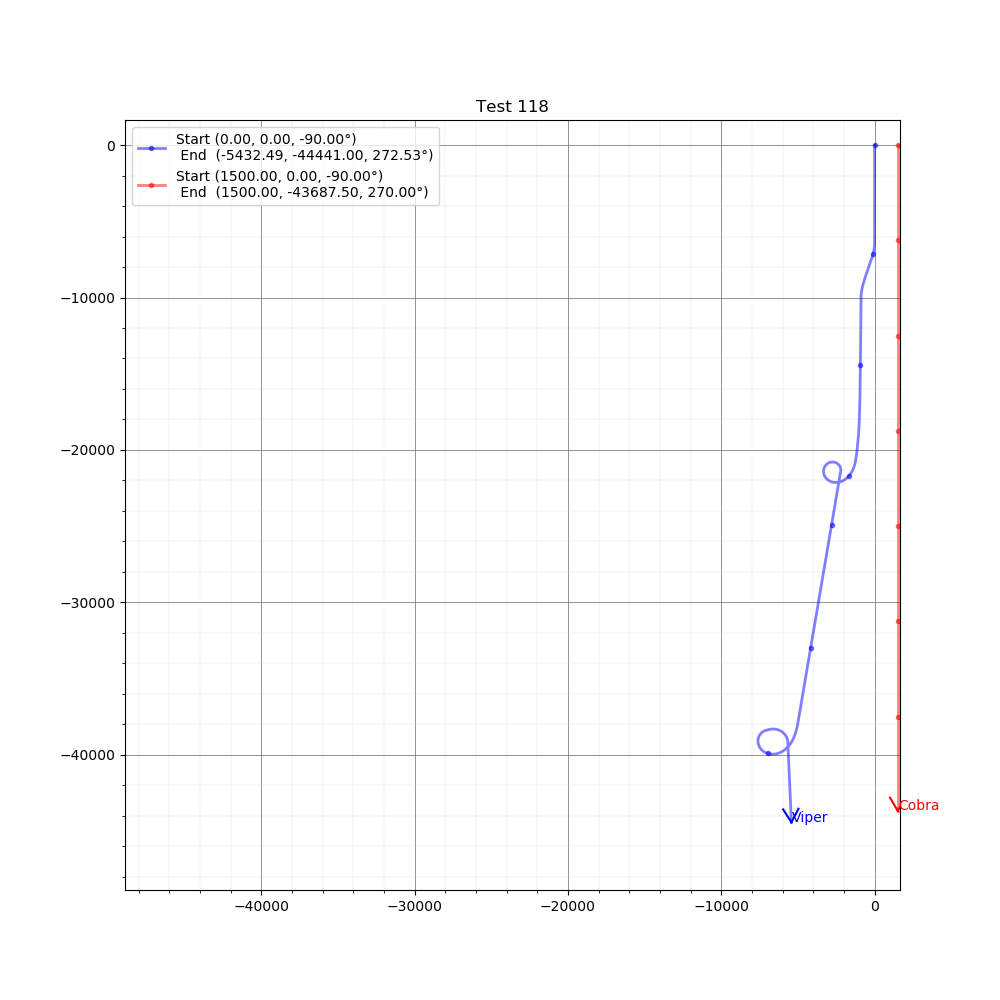 Test 118
Start (0.00, 0.00, -90.00°)
End (-5432.49, -44441.00, 272.53°)
Start (1500.00, 0.00, -90.00°)
End (1500.00, -43687.50, 270.00°)
0
−10000
−20000
−30000
−40000
Cobra
Viper
−40000
−30000
−20000
−10000
0